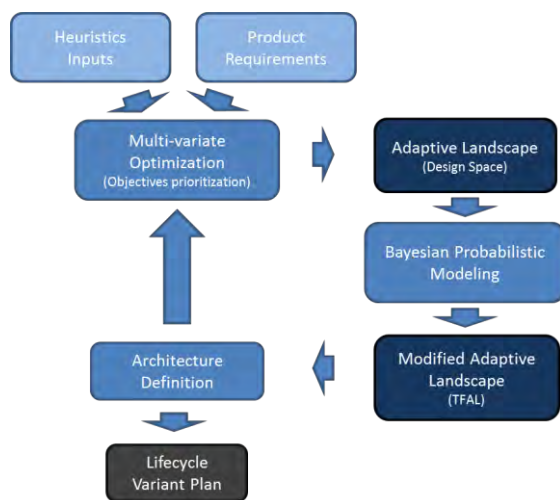 Heuristics
Inputs
Product
Requirements
Multi-variate
Optimization
(Objectives prioritization)
Adaptive Landscape
(Design Space)
Bayesian Probabilistic
Modeling
Modified Adaptive
Landscape
(TFAL)
Architecture
Definition
Lifecycle
Variant Plan